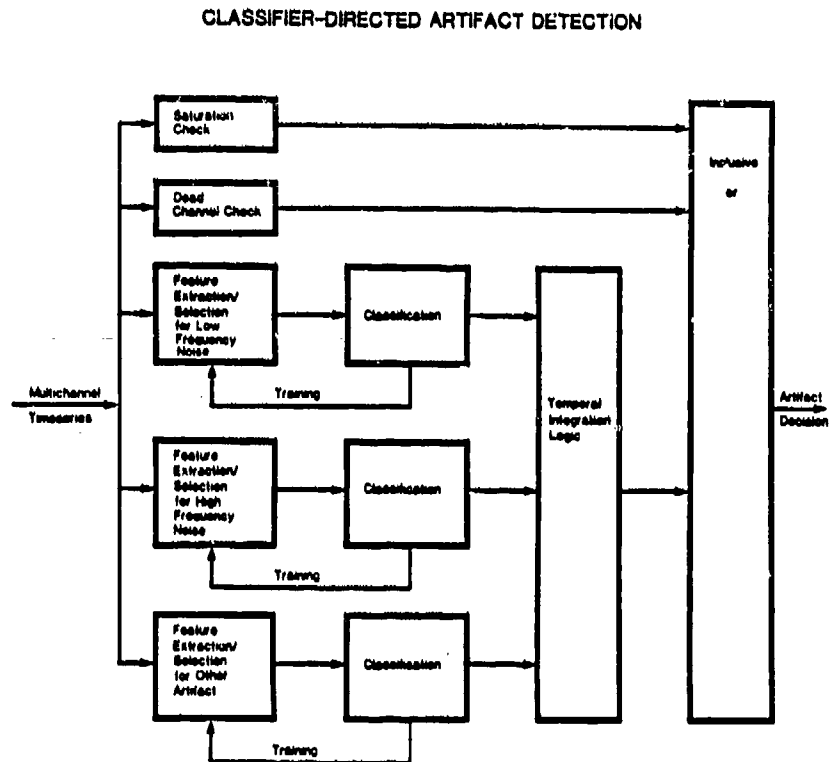 CLASSIFIER-DIRECTED ARTIFACT DETECTION
Saturation
Check
Inclusive
or
Dead
Channel Check
Feature
Extraction/
Selection
for Low
Frequency
Noise
Classification
Training
Multichannel
Timeseries
Temporal
Integration
Logic
Artifact
Decision
Feature
Extraction/
Selection
for High
Frequency
Noise
Classification
Training
Feature
Extraction/
Selection
for Other
Artifact
Classification
Training